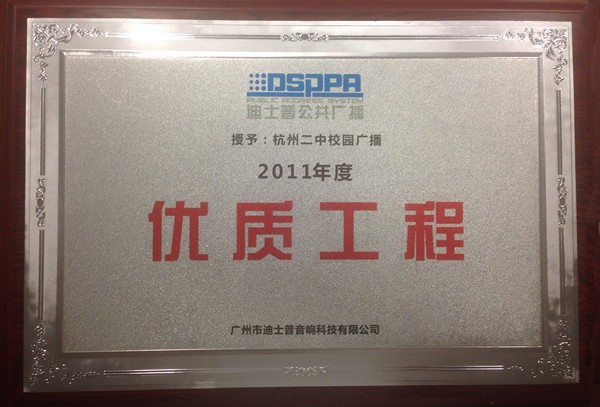 DSPPA
PUBLIC ADDRESS SYSTEM
迪士普公共广播
授予：杭州二中校园广播
2011年度
优质工程
广州市迪士普音响科技有限公司